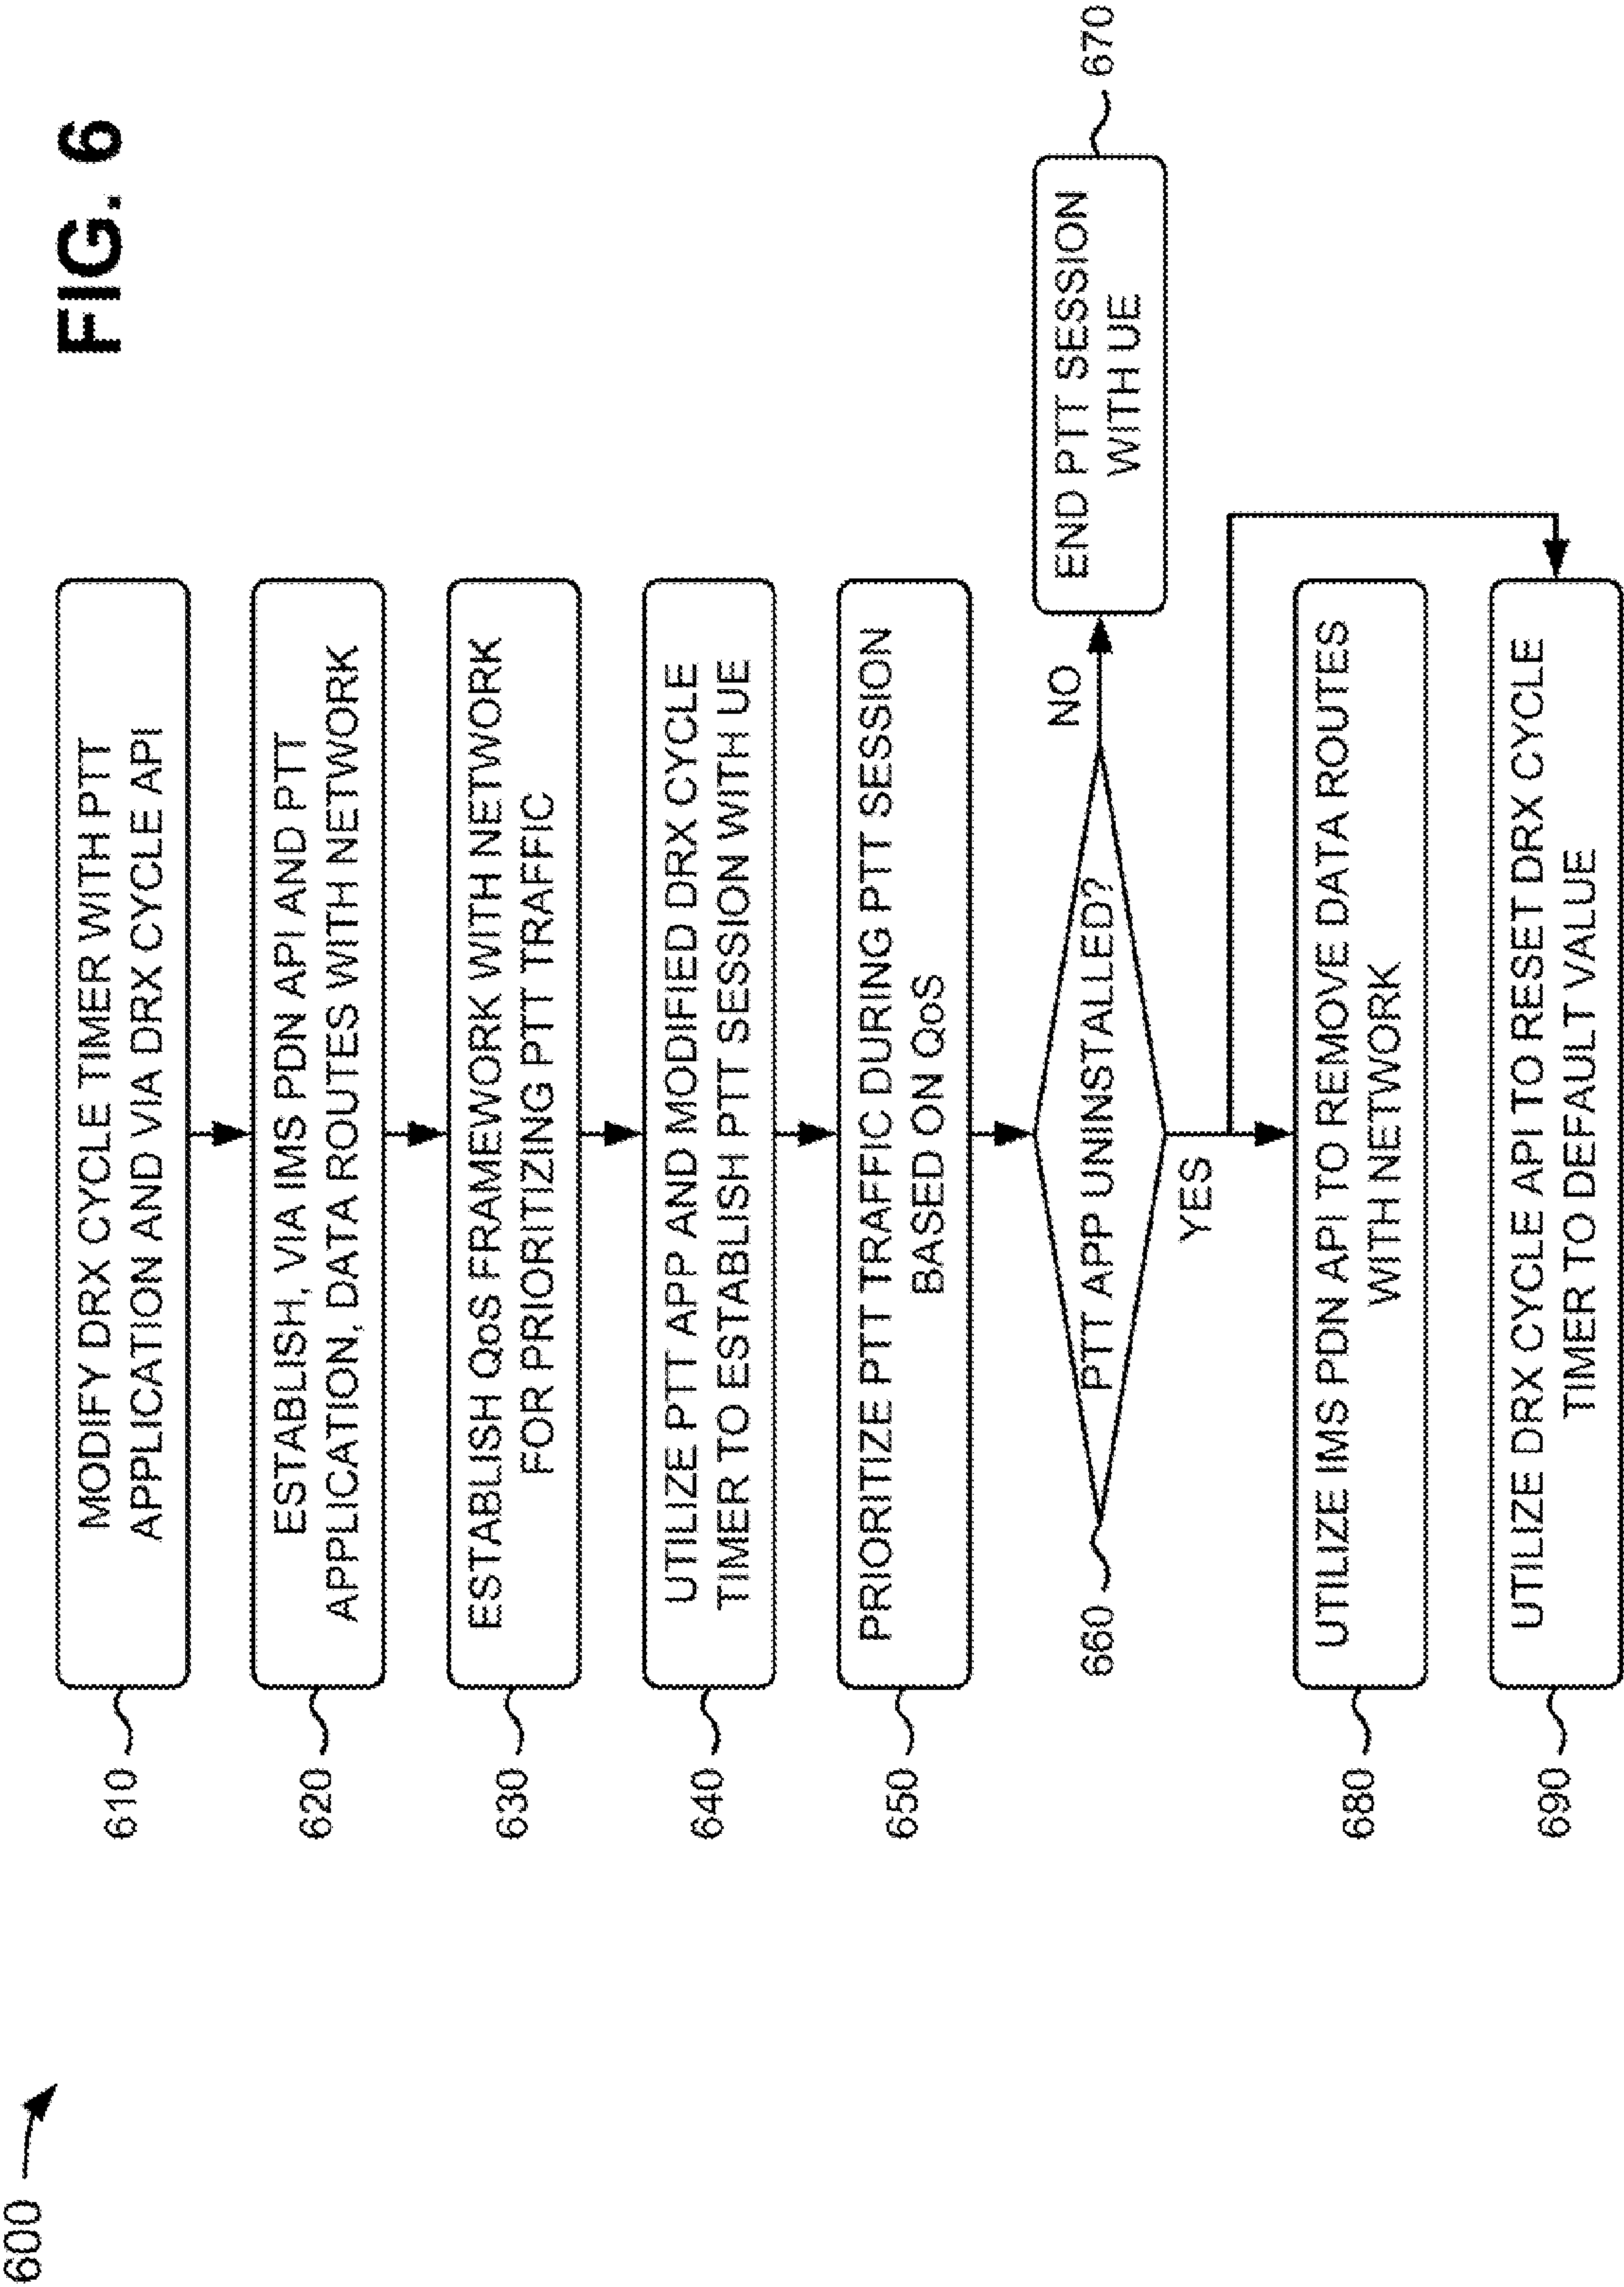 FIG. 6
600
610
MODIFY DRX CYCLE TIMER WITH PTT
APPLICATION AND VIA DRX CYCLE API
620
ESTABLISH, VIA IMS PDN API AND PTT
APPLICATION, DATA ROUTES WITH NETWORK
630
ESTABLISH QoS FRAMEWORK WITH NETWORK
FOR PRIORITIZING PTT TRAFFIC
640
UTILIZE PTT APP AND MODIFIED DRX CYCLE
TIMER TO ESTABLISH PTT SESSION WITH UE
650
PRIORITIZE PTT TRAFFIC DURING PTT SESSION
BASED ON QoS
660
PTT APP UNINSTALLED?
NO
END PTT SESSION
WITH UE
670
YES
680
UTILIZE IMS PDN API TO REMOVE DATA ROUTES
WITH NETWORK
690
UTILIZE DRX CYCLE API TO RESET DRX CYCLE
TIMER TO DEFAULT VALUE